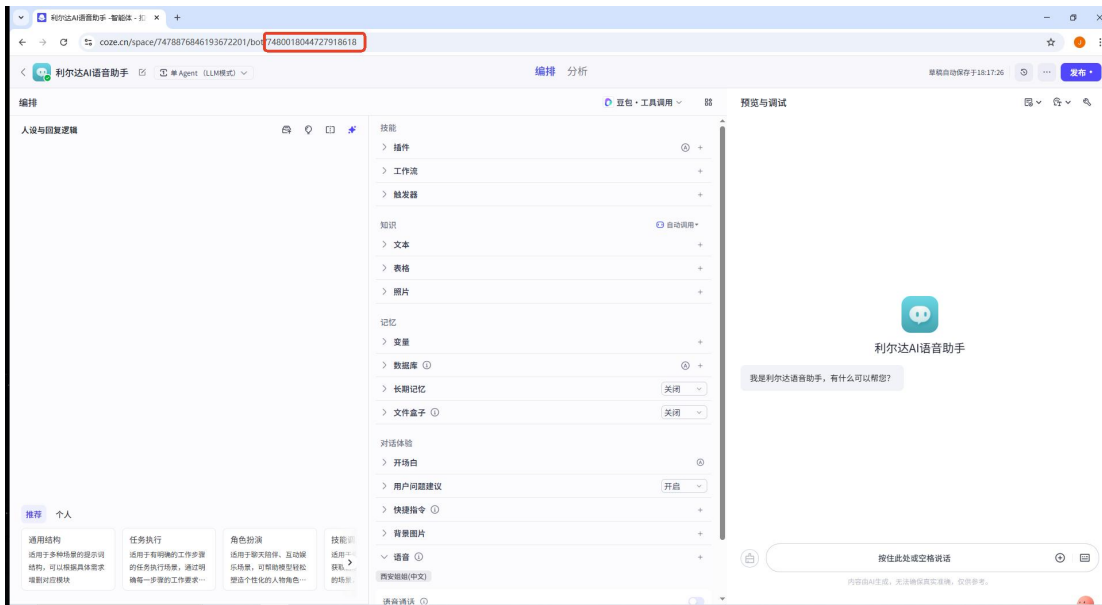 利尔达AI语音助手 -智能体 - 扣
coze.cn/space/7478876846193672201/bot/7480018044727918618
利尔达AI语音助手
单 Agent（LLM模式）
编排 分析
草稿自动保存于18:17:26
发布
编排
豆包·工具调用
预览与调试
人设与回复逻辑
技能
插件
工作流
触发器
知识
自动调用
文本
表格
照片
记忆
变量
数据库
长期记忆 关闭
文件盒子 关闭
对话体验
开场白
用户问题建议 开启
快捷指令
背景图片
语音
西安姐姐(中文)
语音通话
推荐 个人
通用结构
适用于多种场景的提示词
结构，可以根据具体需求
增删对应模块
任务执行
适用于有明确的工作步骤
的任务执行场景，通过明
确每一步骤的工作要求…
角色扮演
适用于聊天陪伴、互动娱
乐场景，可帮助模型轻松
塑造个性化的人物角色…
技能调
适用于
获取
的场景
利尔达AI语音助手
我是利尔达语音助手，有什么可以帮您？
按住此处或空格说话
内容由AI生成，无法确保真实准确，仅供参考。